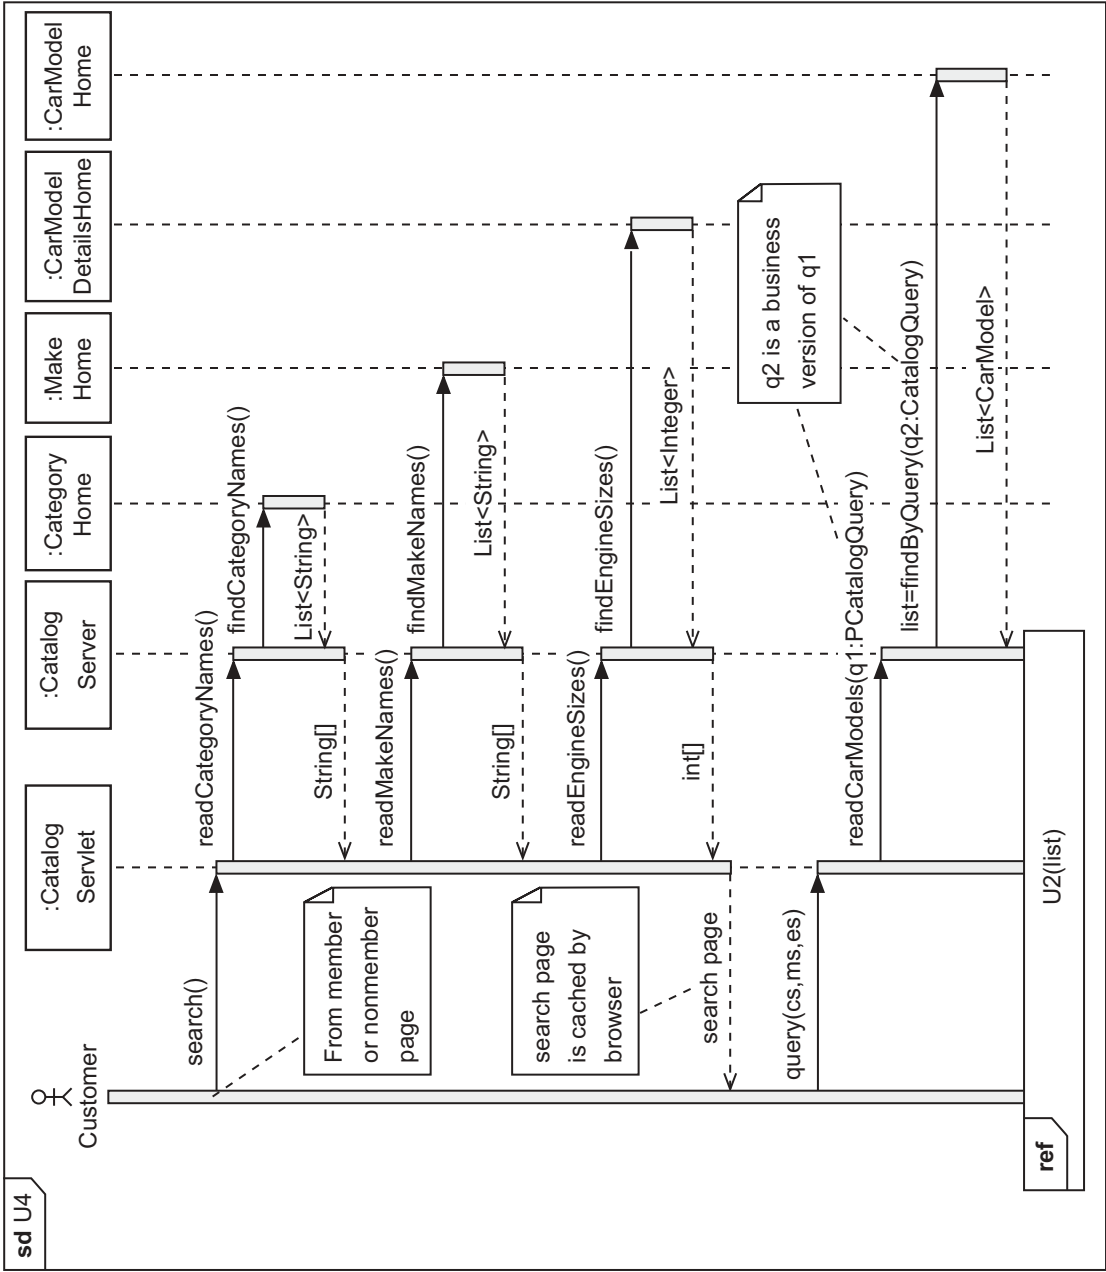 sd U4
Customer
:Catalog
Servlet
:Catalog
Server
:Category
Home
:Make
Home
:CarModel
DetailsHome
:CarModel
Home
search()
From member
or nonmember
page
readCategoryNames()
findCategoryNames()
List<String>
String[]
readMakeNames()
findMakeNames()
List<String>
String[]
readEngineSizes()
findEngineSizes()
List<Integer>
int[]
search page
is cached by
browser
search page
q2 is a business
version of q1
query(cs,ms,es)
readCarModels(q1:PCatalogQuery)
list=findByQuery(q2:CatalogQuery)
List<CarModel>
ref
U2(list)